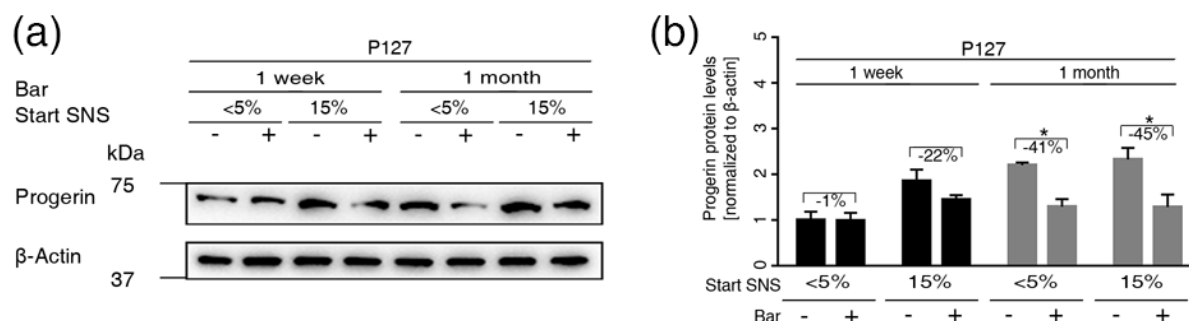 (a)
P127
1 week 1 month
Bar
Start SNS <5% 15% <5% 15%
- + - + - + - +
kDa
75
Progerin
β-Actin
37
(b)
Progerin protein levels
[normalized to β-actin]
5
4
3
2
1
0
P127
1 week 1 month
-1%
-22%
*
-41%
*
-45%
Start SNS <5% 15% <5% 15%
Bar - + - + - + - +